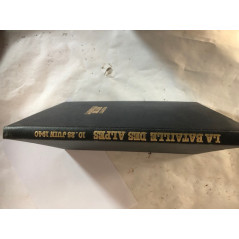 LA BATAILLE DES ALPES
10-25 JUIN 1940